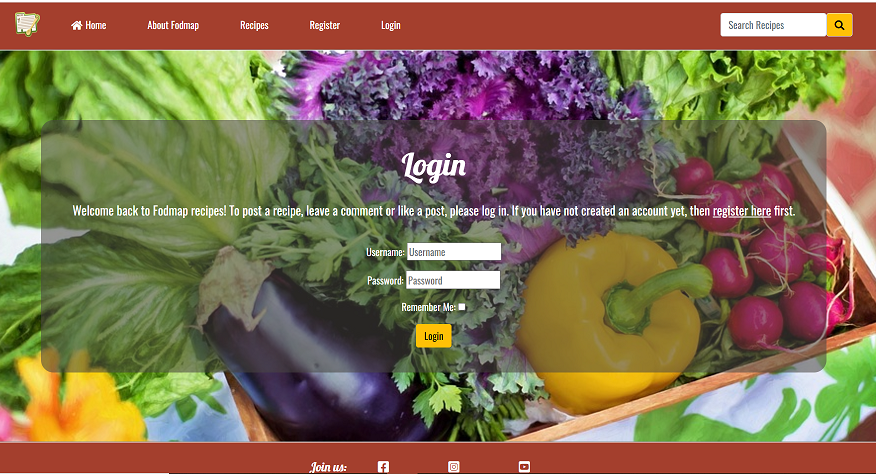 Home About Fodmap Recipes Register Login Search Recipes
Login
Welcome back to Fodmap recipes! To post a recipe, leave a comment or like a post, please log in. If you have not created an account yet, then register here first.
Username: Username
Password: Password
Remember Me:
Login
Join us: